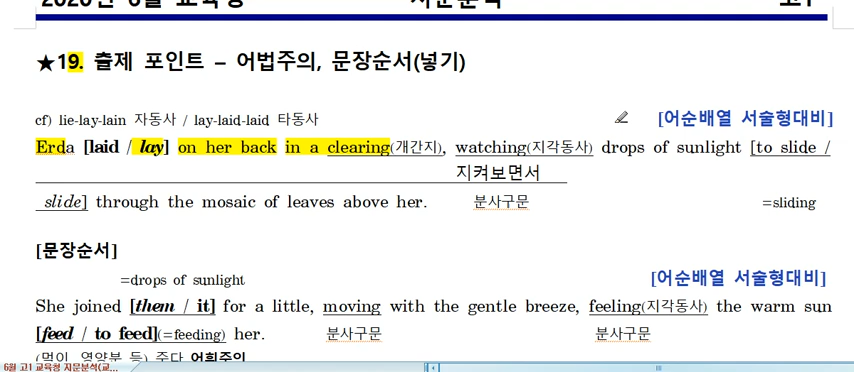 2020년 6월 교육청 지문분석 고1
★19. 출제 포인트 – 어법주의, 문장순서(넣기)
cf) lie-lay-lain 자동사 / lay-laid-laid 타동사 [어순배열 서술형대비]
Erda [laid / lay] on her back in a clearing(개간지), watching(지각동사) drops of sunlight [to slide /
지켜보면서
slide] through the mosaic of leaves above her. 분사구문 =sliding
[문장순서]
=drops of sunlight [어순배열 서술형대비]
She joined [them / it] for a little, moving with the gentle breeze, feeling(지각동사) the warm sun
[feed / to feed](=feeding) her. 분사구문 분사구문
(먹이, 영양분 등) 주다 어휘주의
6월 고1 교육청 지문분석(교...